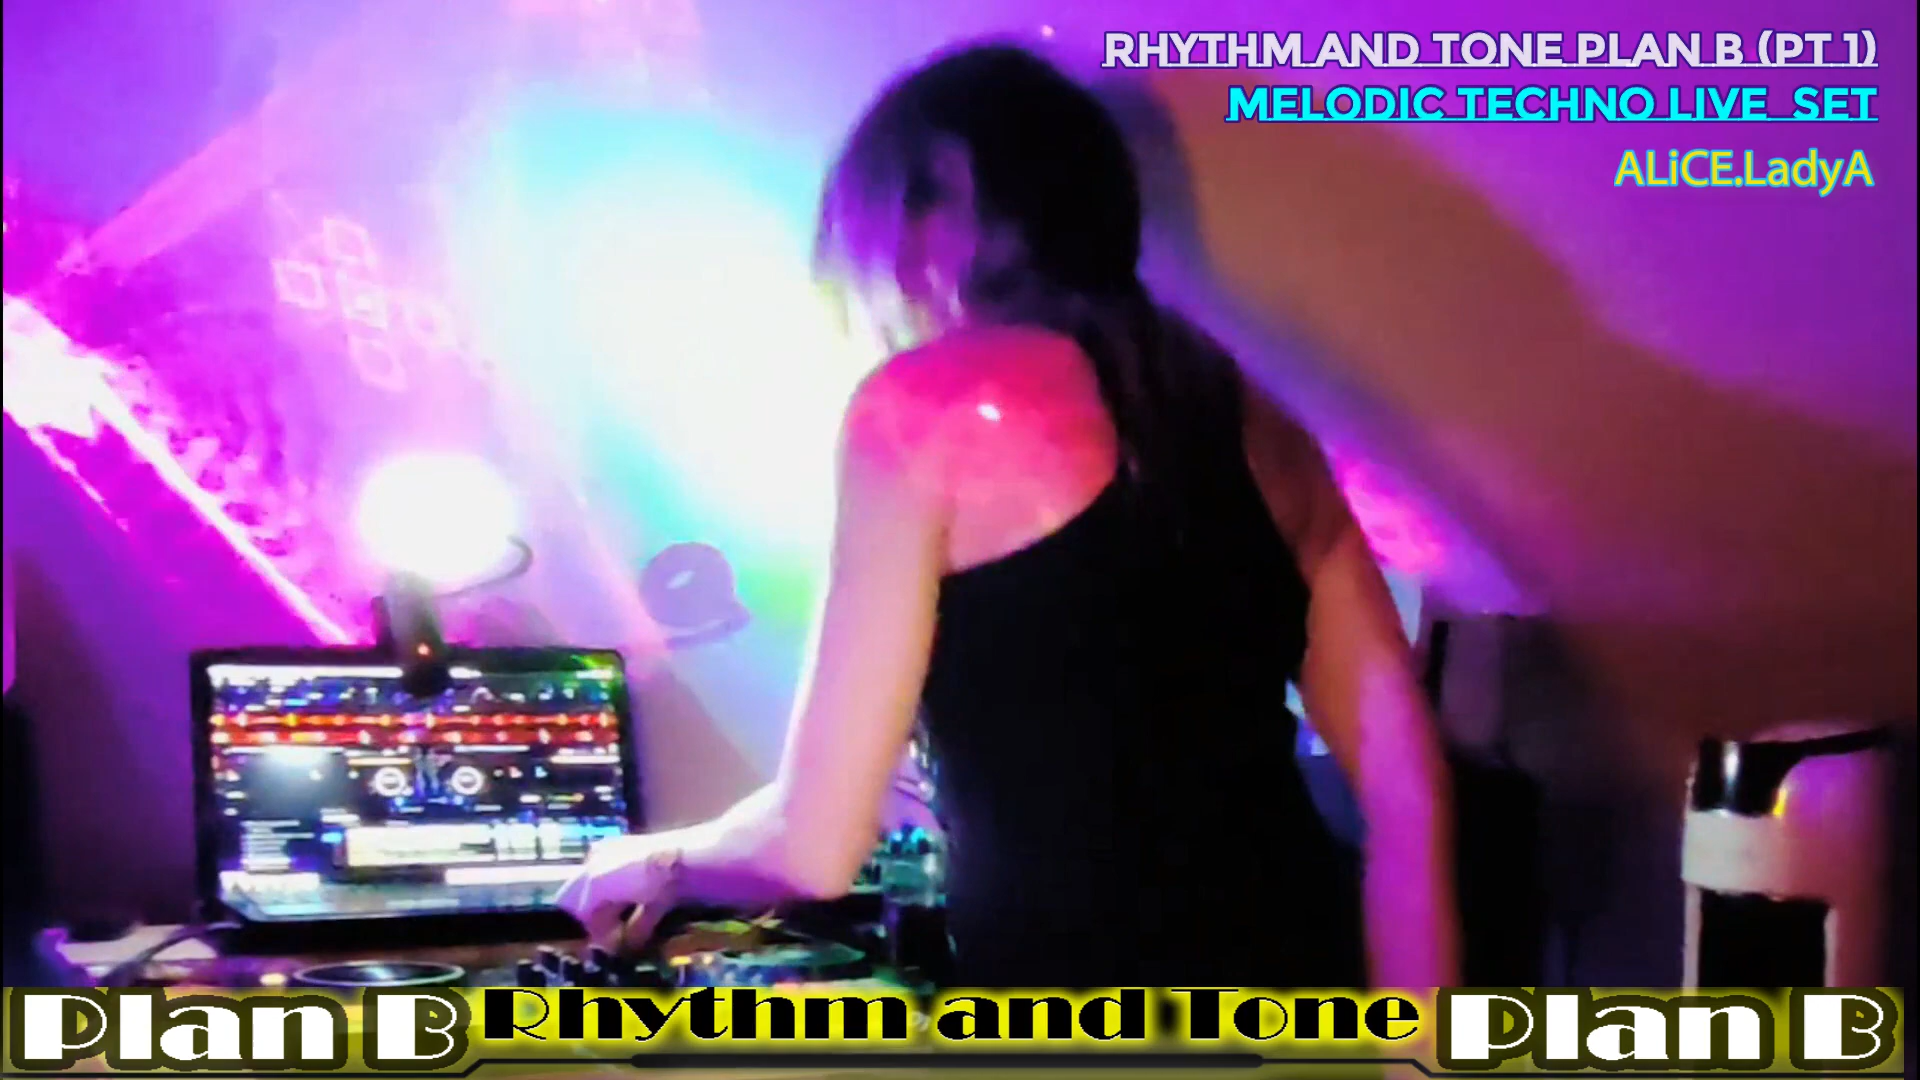 RHYTHM AND TONE PLAN B (PT 1)
MELODIC TECHNO LIVE SET
ALiCE.LadyA
Plan B Rhythm and Tone Plan B